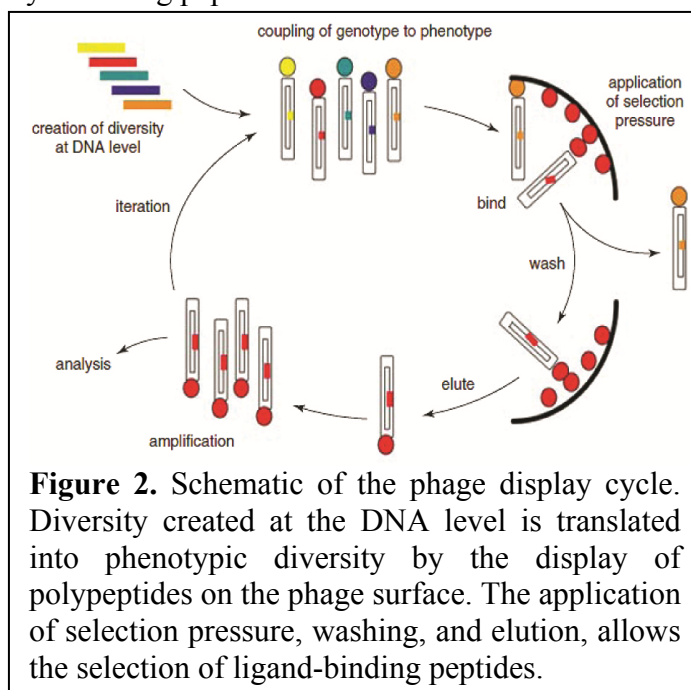 coupling of genotype to phenotype
creation of diversity
at DNA level
application
of selection
pressure
bind
iteration
wash
analysis
elute
amplification
Figure 2. Schematic of the phage display cycle.
Diversity created at the DNA level is translated
into phenotypic diversity by the display of
polypeptides on the phage surface. The application
of selection pressure, washing, and elution, allows
the selection of ligand-binding peptides.